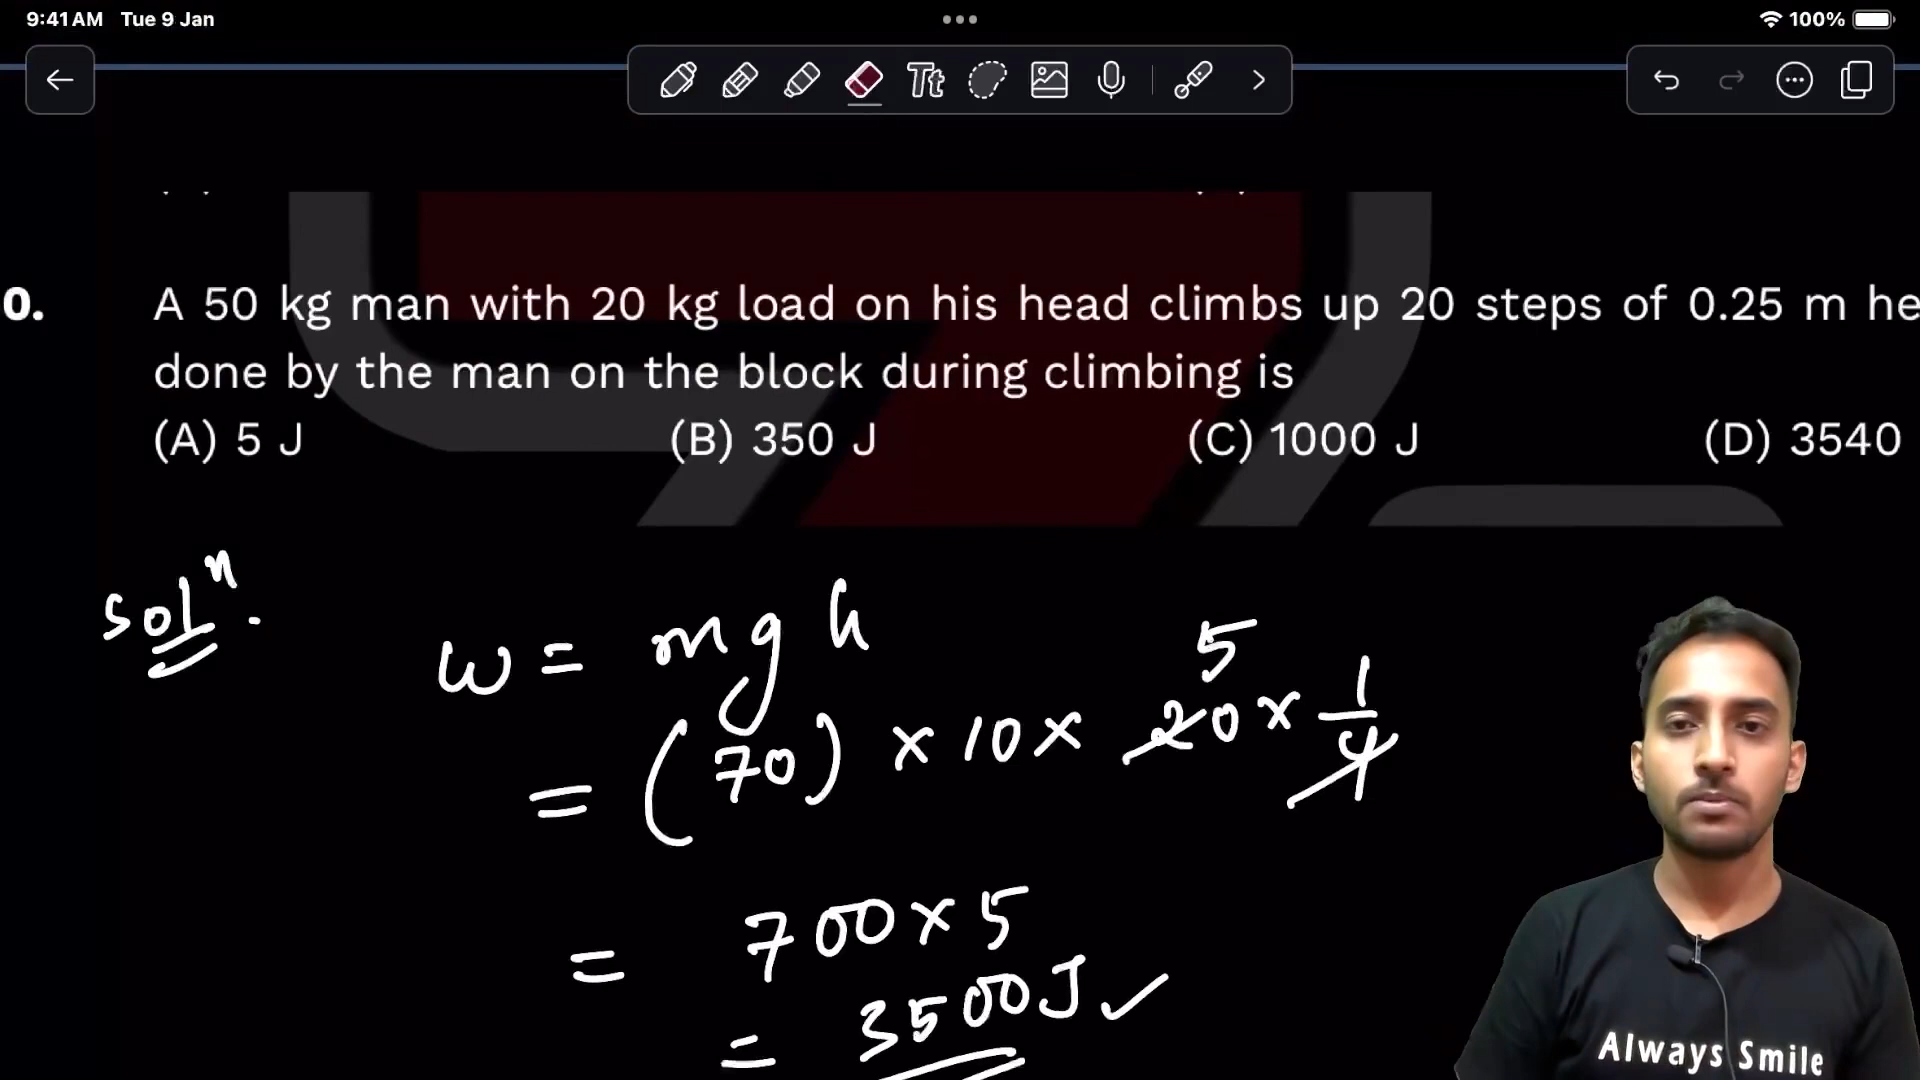 9:41 AM Tue 9 Jan
100%
Tt
0. A 50 kg man with 20 kg load on his head climbs up 20 steps of 0.25 m he
done by the man on the block during climbing is
(A) 5 J (B) 350 J (C) 1000 J (D) 3540
Solⁿ.
W = mgh
5
= (70) × 10 × 20 × 1/4
= 700 × 5
= 3500 J ✓
Always Smile